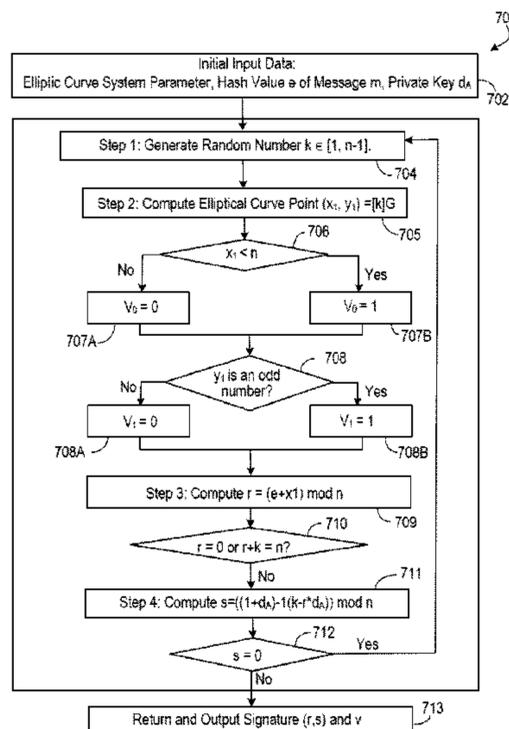 70
Initial Input Data:
Elliptic Curve System Parameter, Hash Value e of Message m, Private Key dA
702
Step 1: Generate Random Number k ∈ [1, n-1].
704
Step 2: Compute Elliptical Curve Point (x₁, y₁) =[k]G
705
706
x₁ < n
No
Yes
V₀ = 0
V₀ = 1
707A
707B
708
y₁ is an odd
number?
No
Yes
V₁ = 0
V₁ = 1
708A
708B
Step 3: Compute r = (e+x1) mod n
709
710
r = 0 or r+k = n?
No
711
Step 4: Compute s=((1+dA)-1(k-r*dA)) mod n
712
s = 0
Yes
No
713
Return and Output Signature (r,s) and v